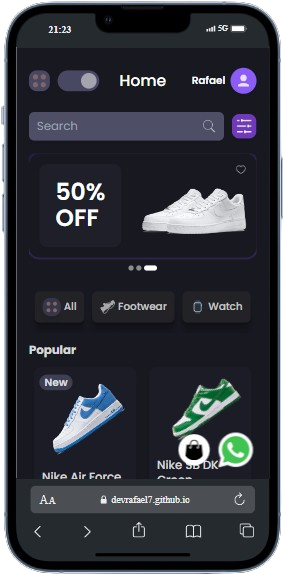 21:23
5G
Home
Rafael
Search
50%
OFF
All
Footwear
Watch
Popular
New
Nike Air Force
Nike SB DK
Green
AA
devrafael7.github.io